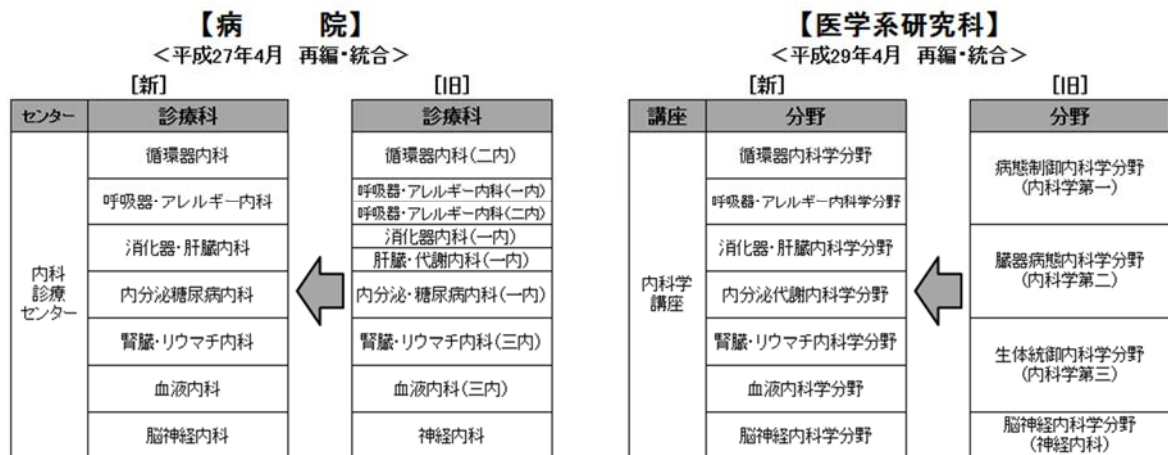 【病　　院】
＜平成27年4月　再編・統合＞
[新]
[旧]
センター
診療科
診療科
内科
診療
センター
循環器内科
呼吸器・アレルギー内科
消化器・肝臓内科
内分泌糖尿病内科
腎臓・リウマチ内科
血液内科
脳神経内科
循環器内科(二内)
呼吸器・アレルギー内科(一内)
呼吸器・アレルギー内科(二内)
消化器内科(一内)
肝臓・代謝内科(一内)
内分泌・糖尿病内科(一内)
腎臓・リウマチ内科(三内)
血液内科(三内)
神経内科
【医学系研究科】
＜平成29年4月　再編・統合＞
[新]
[旧]
講座
分野
分野
内科学
講座
循環器内科学分野
呼吸器・アレルギー内科学分野
消化器・肝臓内科学分野
内分泌代謝内科学分野
腎臓・リウマチ内科学分野
血液内科学分野
脳神経内科学分野
病態制御内科学分野
(内科学第一)
臓器病態内科学分野
(内科学第二)
生体統御内科学分野
(内科学第三)
脳神経内科学分野
(神経内科)